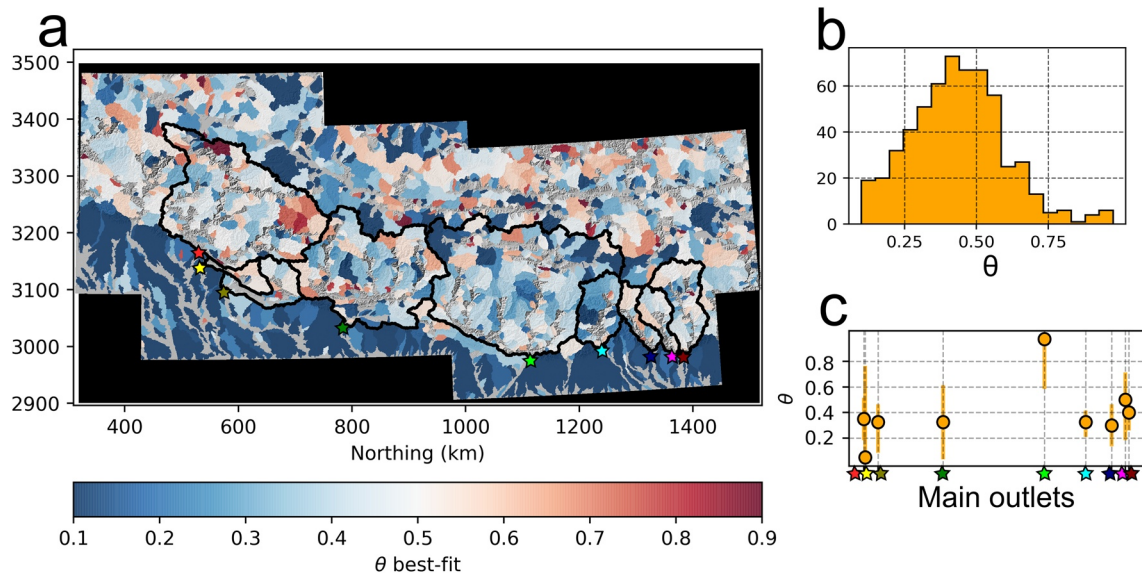 a
3500
3400
3300
3200
3100
3000
2900
400 600 800 1000 1200 1400
Northing (km)
0.1 0.2 0.3 0.4 0.5 0.6 0.7 0.8 0.9
θ best-fit
b
60
40
20
0
0.25 0.50 0.75
θ
c
0.8
0.6
0.4
0.2
θ
Main outlets